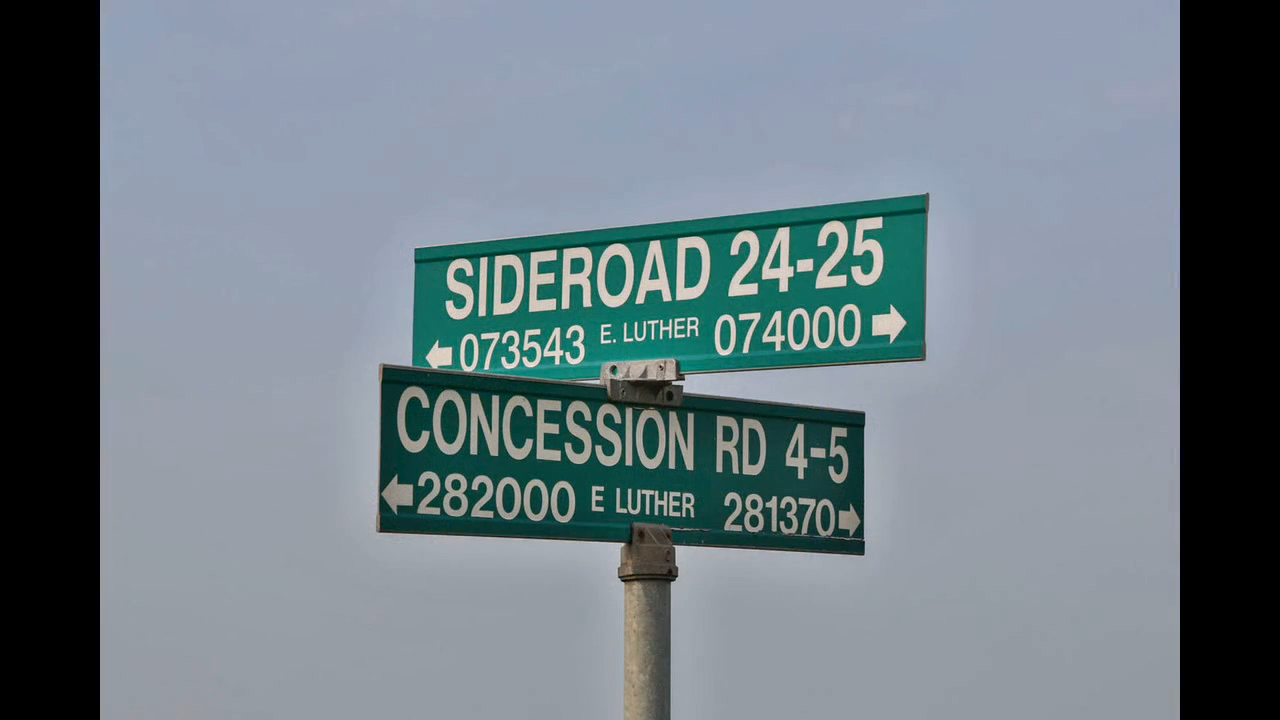 SIDEROAD 24-25
073543 E. LUTHER 074000
CONCESSION RD 4-5
282000 E LUTHER 281370